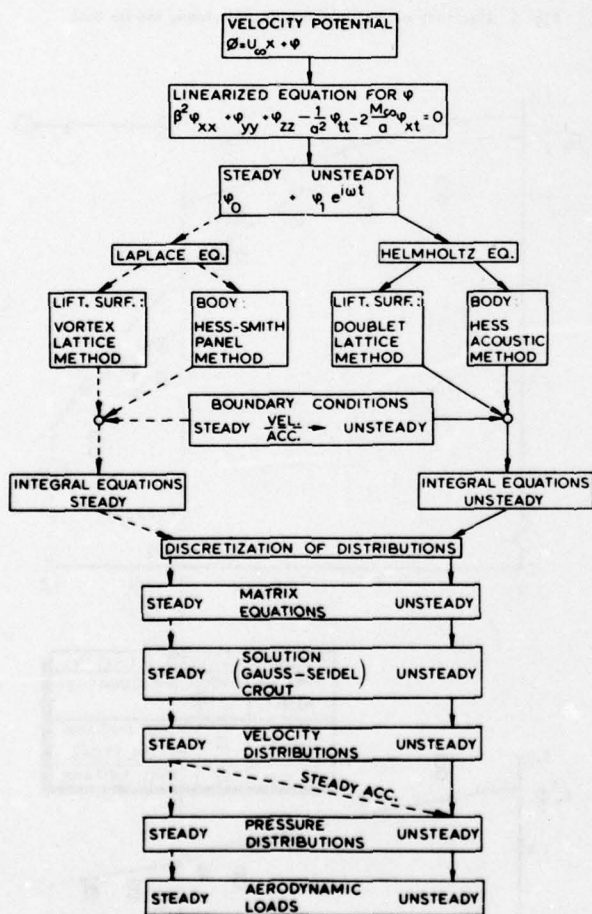 VELOCITY POTENTIAL
Ø=U∞x + φ
LINEARIZED EQUATION FOR φ
β²φxx + φyy + φzz − 1/a² φtt − 2 M∞/a φxt = 0
STEADY UNSTEADY
φ0 + φ1 e^iωt
LAPLACE EQ.
HELMHOLTZ EQ.
LIFT. SURF.:
VORTEX
LATTICE
METHOD
BODY:
HESS-SMITH
PANEL
METHOD
LIFT. SURF.:
DOUBLET
LATTICE
METHOD
BODY:
HESS
ACOUSTIC
METHOD
BOUNDARY CONDITIONS
STEADY VEL. ACC. → UNSTEADY
INTEGRAL EQUATIONS
STEADY
INTEGRAL EQUATIONS
UNSTEADY
DISCRETIZATION OF DISTRIBUTIONS
STEADY MATRIX EQUATIONS UNSTEADY
STEADY SOLUTION (GAUSS-SEIDEL) CROUT UNSTEADY
STEADY VELOCITY DISTRIBUTIONS UNSTEADY
STEADY ACC.
STEADY PRESSURE DISTRIBUTIONS UNSTEADY
STEADY AERODYNAMIC LOADS UNSTEADY